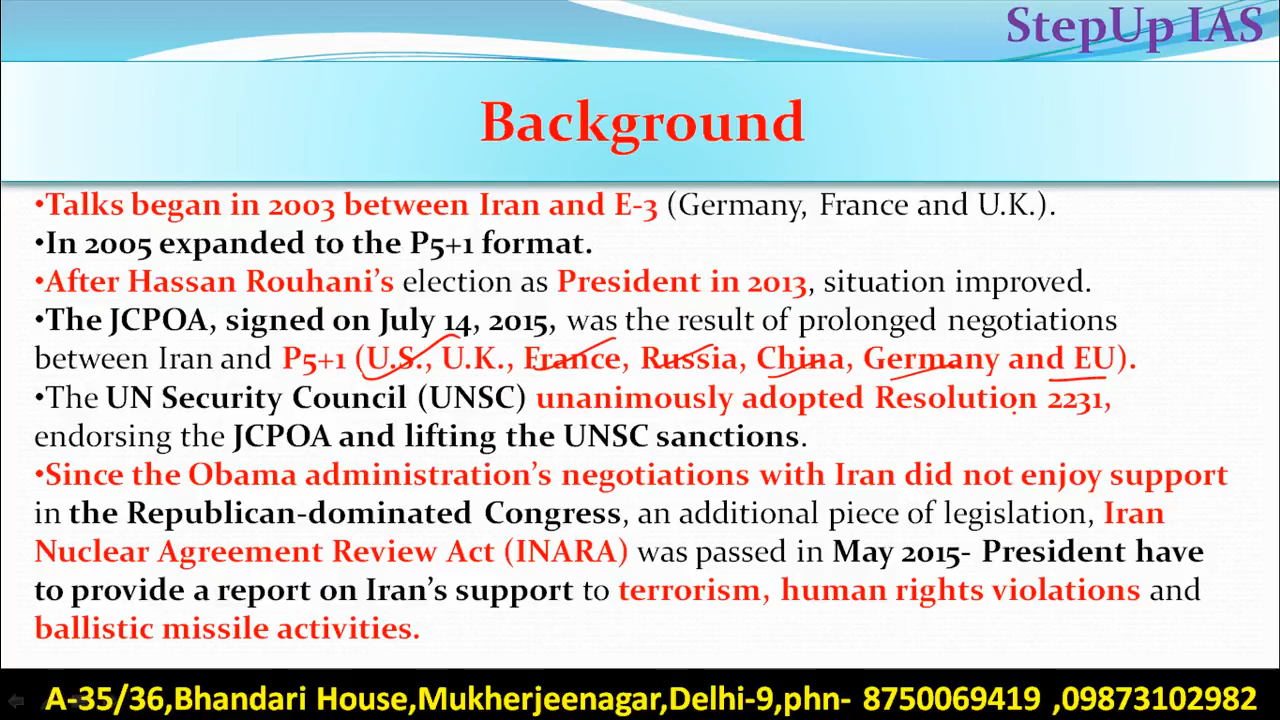 StepUp IAS
Background
•Talks began in 2003 between Iran and E-3 (Germany, France and U.K.).
•In 2005 expanded to the P5+1 format.
•After Hassan Rouhani’s election as President in 2013, situation improved.
•The JCPOA, signed on July 14, 2015, was the result of prolonged negotiations
between Iran and P5+1 (U.S., U.K., France, Russia, China, Germany and EU).
•The UN Security Council (UNSC) unanimously adopted Resolution 2231,
endorsing the JCPOA and lifting the UNSC sanctions.
•Since the Obama administration’s negotiations with Iran did not enjoy support
in the Republican-dominated Congress, an additional piece of legislation, Iran
Nuclear Agreement Review Act (INARA) was passed in May 2015- President have
to provide a report on Iran’s support to terrorism, human rights violations and
ballistic missile activities.
A-35/36,Bhandari House,Mukherjeenagar,Delhi-9,phn- 8750069419 ,09873102982